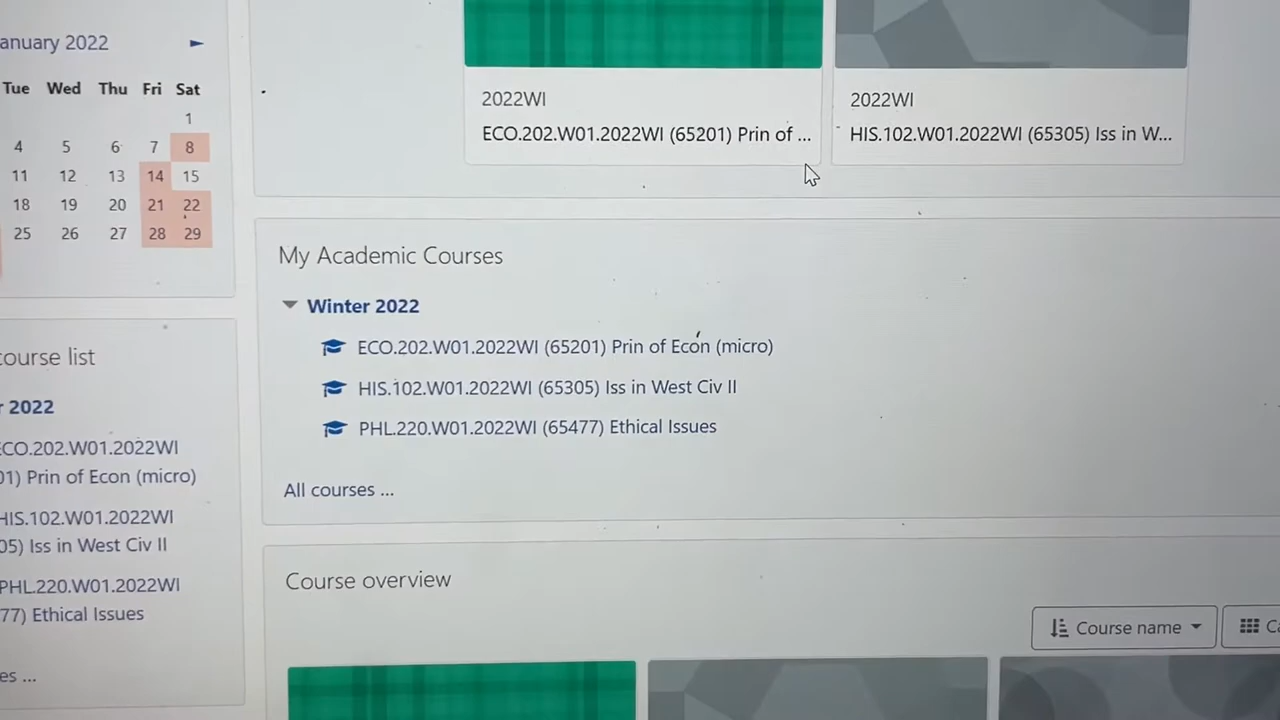 anuary 2022 ►
Tue Wed Thu Fri Sat
1
4 5 6 7 8
11 12 13 14 15
18 19 20 21 22
25 26 27 28 29
course list
r 2022
ECO.202.W01.2022WI
01) Prin of Econ (micro)
HIS.102.W01.2022WI
05) Iss in West Civ II
PHL.220.W01.2022WI
77) Ethical Issues
es ...
2022WI
ECO.202.W01.2022WI (65201) Prin of ...
2022WI
HIS.102.W01.2022WI (65305) Iss in W...
My Academic Courses
Winter 2022
ECO.202.W01.2022WI (65201) Prin of Econ (micro)
HIS.102.W01.2022WI (65305) Iss in West Civ II
PHL.220.W01.2022WI (65477) Ethical Issues
All courses ...
Course overview
Course name